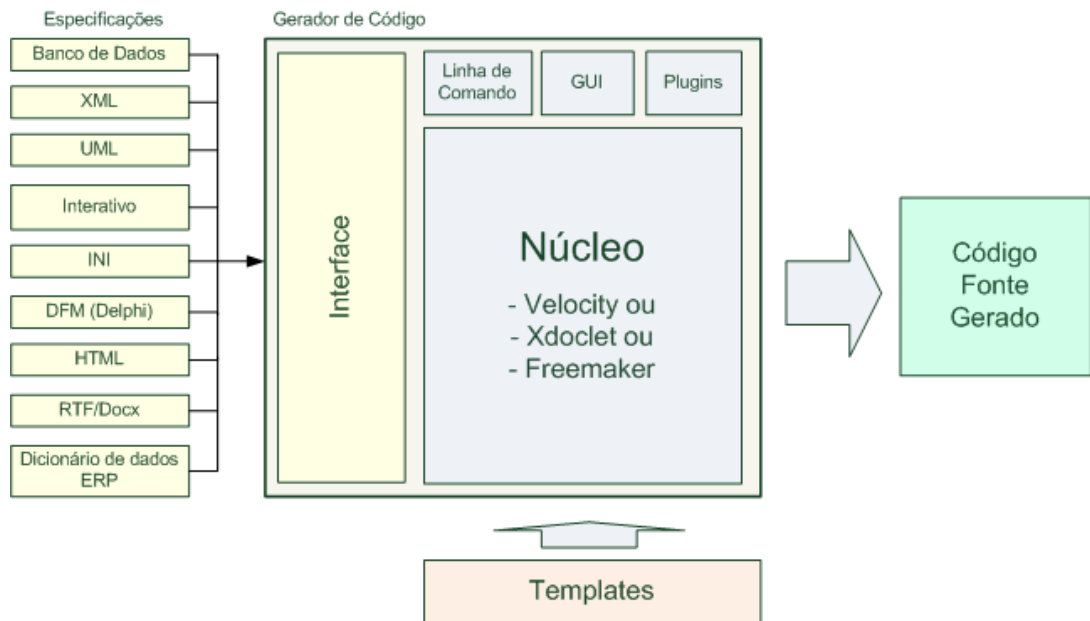 Especificações
Gerador de Código
Banco de Dados
XML
UML
Interativo
INI
DFM (Delphi)
HTML
RTF/Docx
Dicionário de dados
ERP
Interface
Linha de
Comando
GUI
Plugins
Núcleo
- Velocity ou
- Xdoclet ou
- Freemaker
Código
Fonte
Gerado
Templates